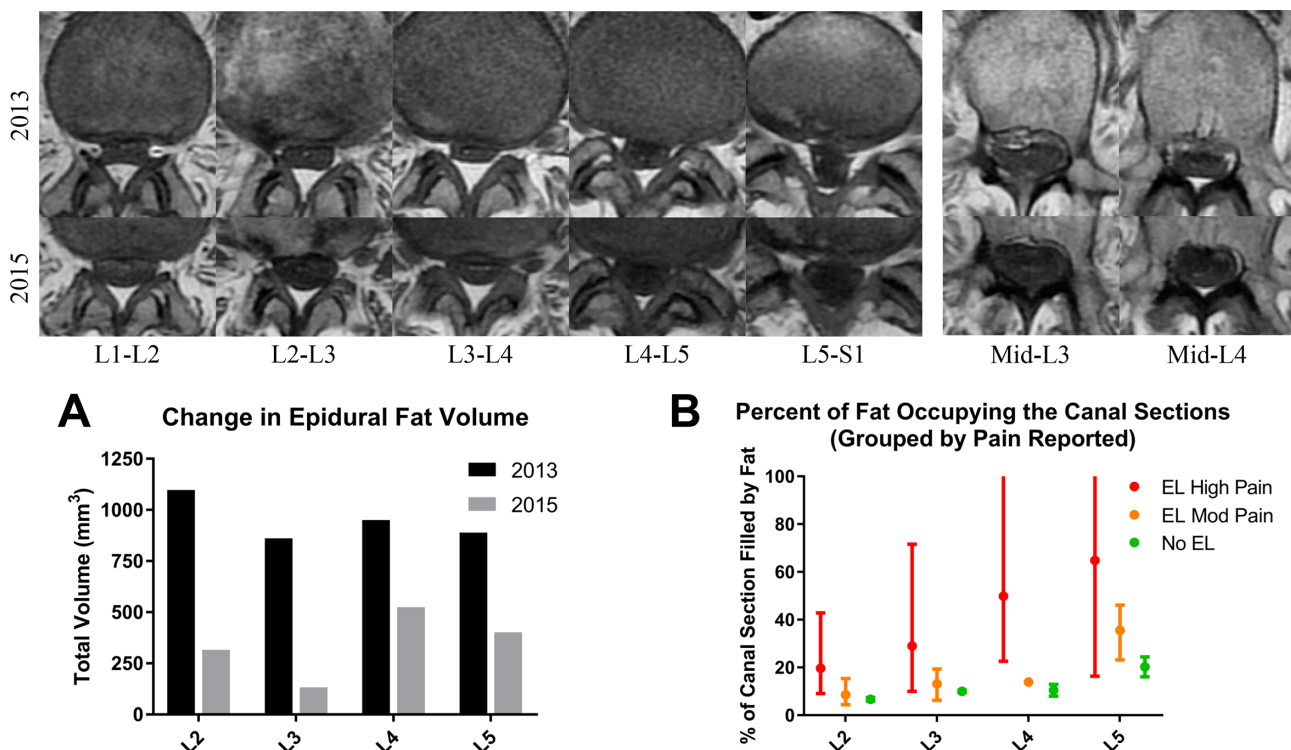 2013
2015
L1-L2
L2-L3
L3-L4
L4-L5
L5-S1
Mid-L3
Mid-L4
A
Change in Epidural Fat Volume
Total Volume (mm³)
1250
1000
750
500
250
0
2013
2015
L2
L3
L4
L5
B
Percent of Fat Occupying the Canal Sections
(Grouped by Pain Reported)
% of Canal Section Filled by Fat
100
80
60
40
20
0
EL High Pain
EL Mod Pain
No EL
L2
L3
L4
L5